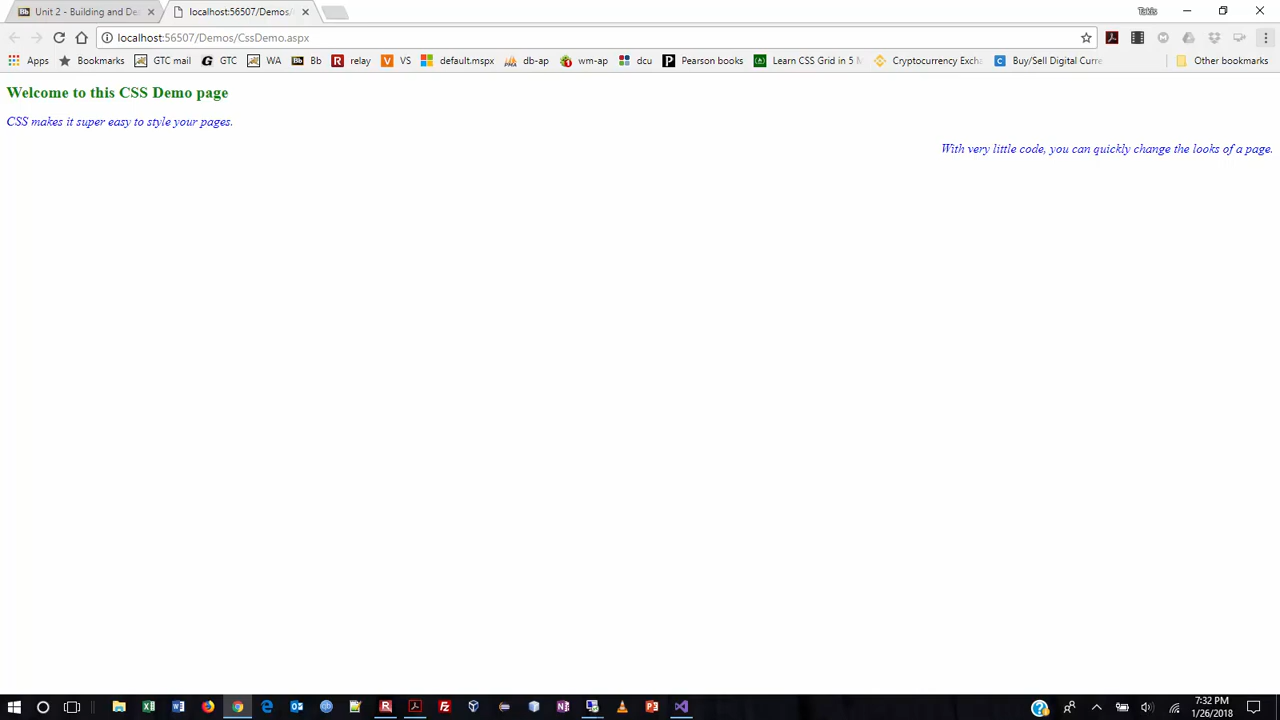 Unit 2 - Building and De
localhost:56507/Demos/
Takis
localhost:56507/Demos/CssDemo.aspx
Apps Bookmarks GTC mail GTC WA Bb relay VS default.mspx db-ap wm-ap dcu Pearson books Learn CSS Grid in 5 M Cryptocurrency Exch Buy/Sell Digital Curre Other bookmarks
Welcome to this CSS Demo page
CSS makes it super easy to style your pages.
With very little code, you can quickly change the looks of a page.
7:32 PM
1/26/2018